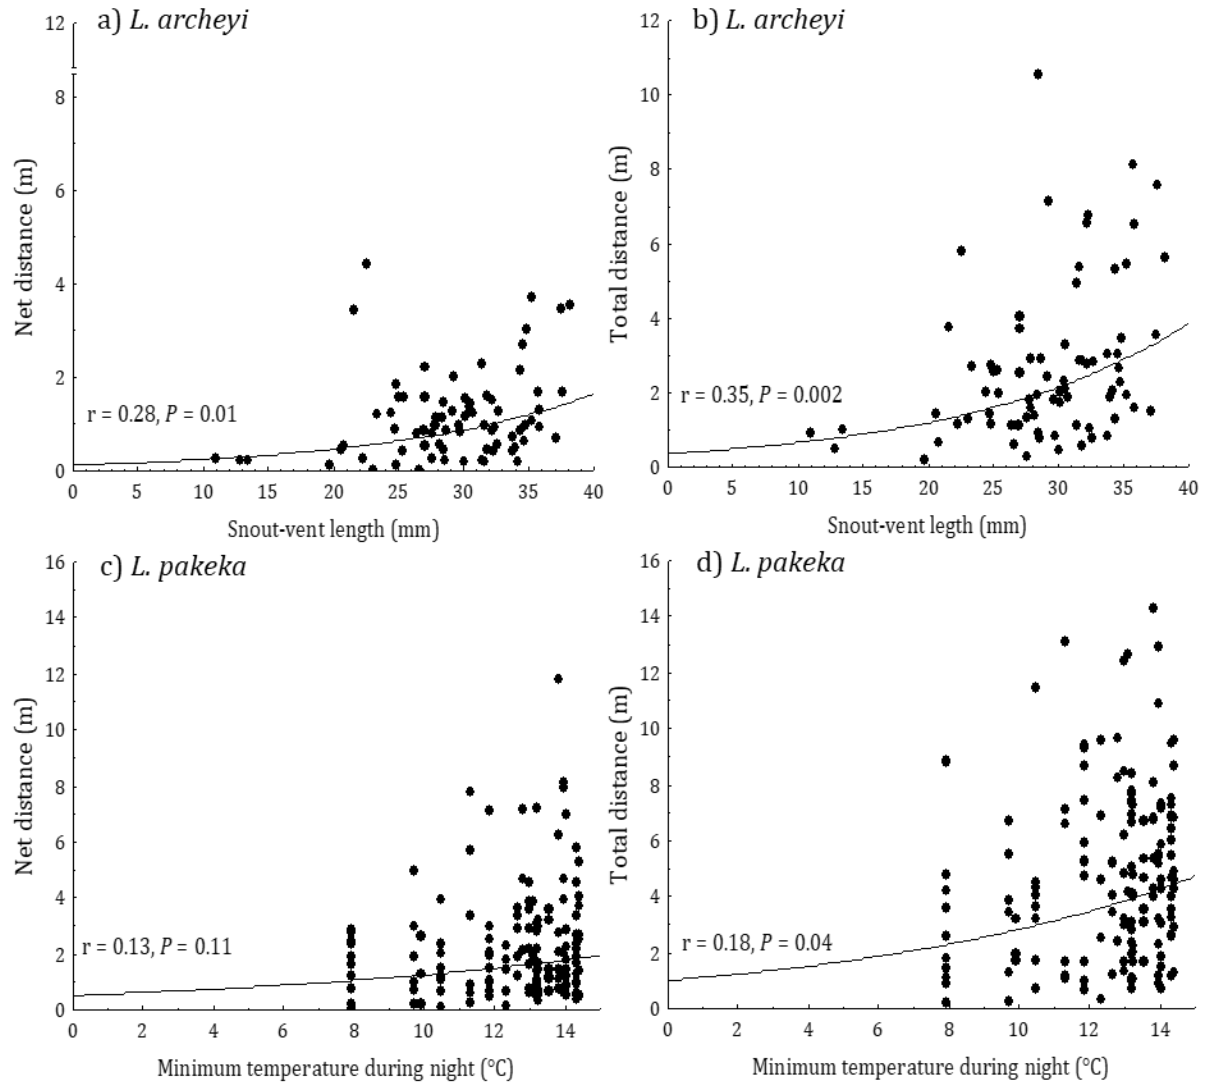 a) L. archeyi
12
8
6
4
2
0
Net distance (m)
r = 0.28, P = 0.01
0 5 10 15 20 25 30 35 40
Snout-vent length (mm)
b) L. archeyi
12
10
8
6
4
2
0
Total distance (m)
r = 0.35, P = 0.002
0 5 10 15 20 25 30 35 40
Snout-vent legth (mm)
c) L. pakeka
16
14
12
10
8
6
4
2
0
Net distance (m)
r = 0.13, P = 0.11
0 2 4 6 8 10 12 14
Minimum temperature during night (°C)
d) L. pakeka
16
14
12
10
8
6
4
2
0
Total distance (m)
r = 0.18, P = 0.04
0 2 4 6 8 10 12 14
Minimum temperature during night (°C)